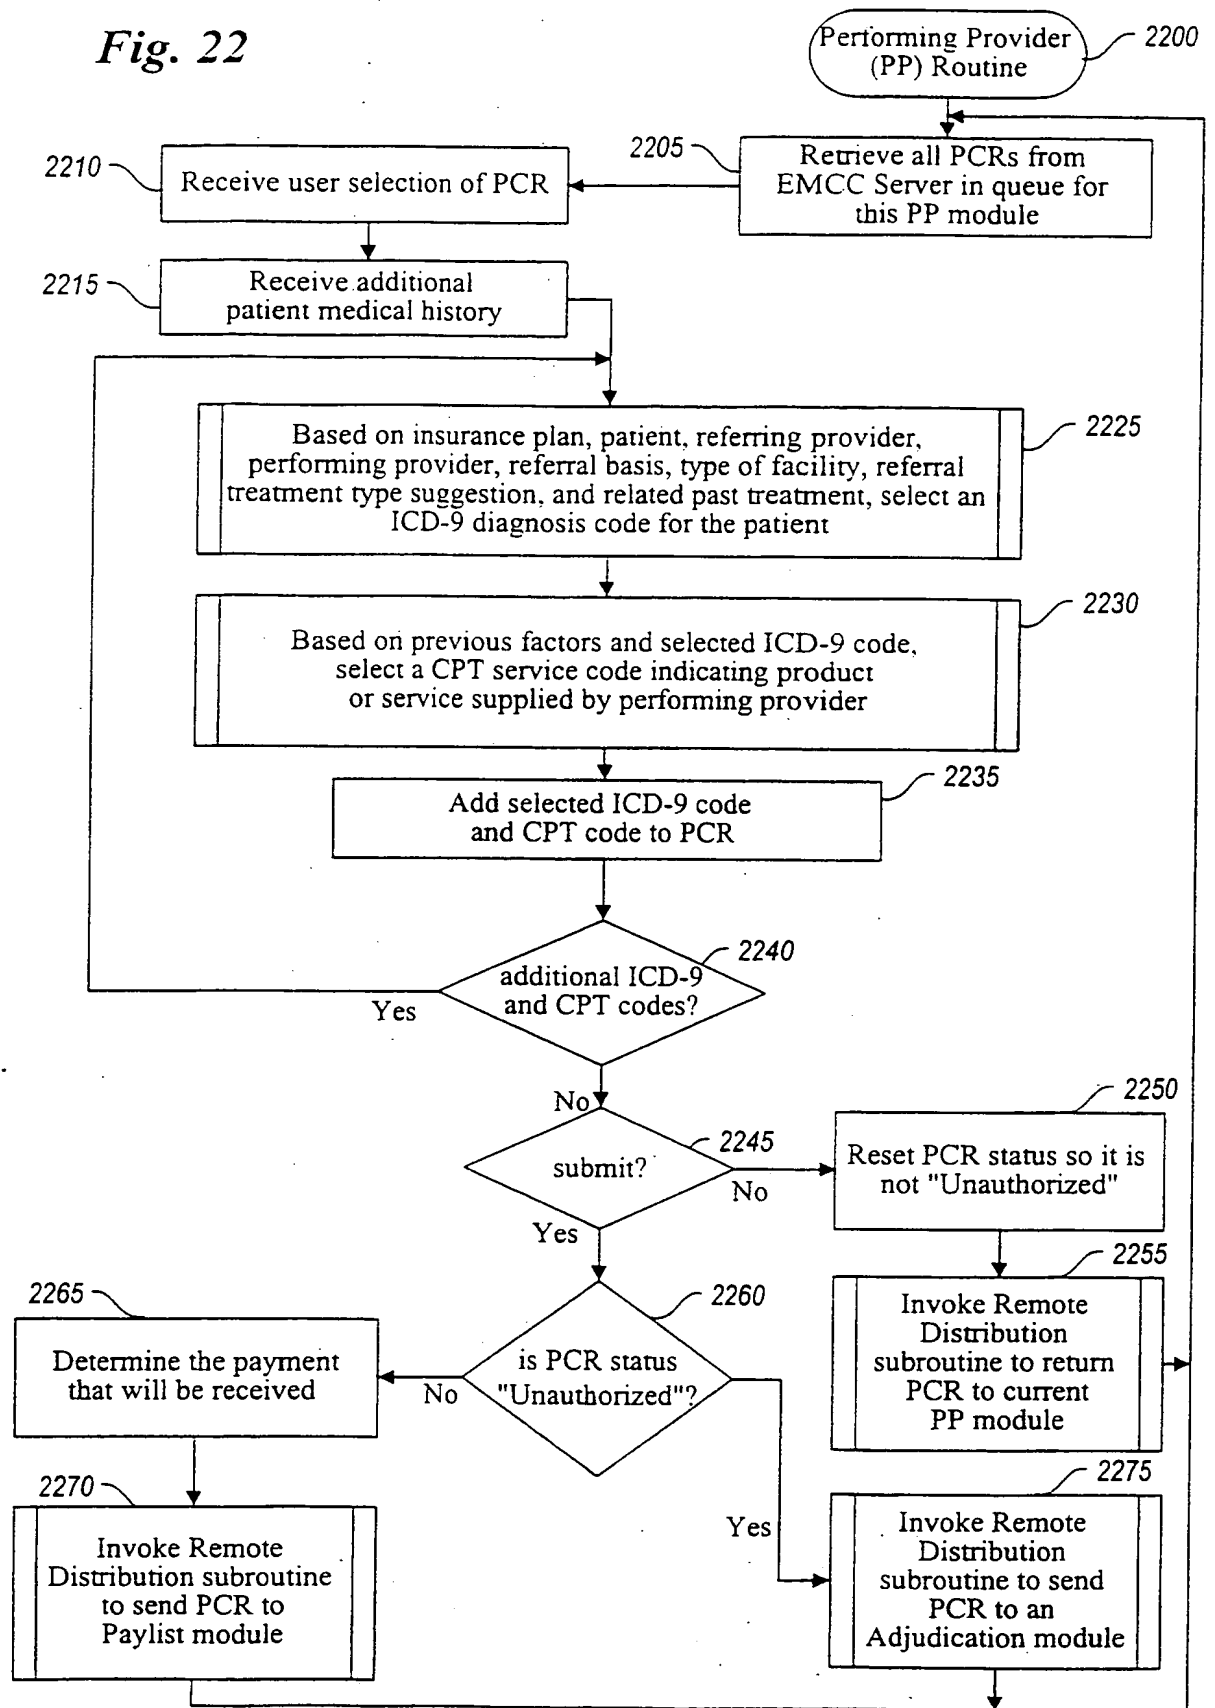 Fig. 22
Performing Provider
(PP) Routine
2200
2205
Retrieve all PCRs from
EMCC Server in queue for
this PP module
2210
Receive user selection of PCR
2215
Receive additional
patient medical history
2225
Based on insurance plan, patient, referring provider,
performing provider, referral basis, type of facility, referral
treatment type suggestion, and related past treatment, select an
ICD-9 diagnosis code for the patient
2230
Based on previous factors and selected ICD-9 code,
select a CPT service code indicating product
or service supplied by performing provider
2235
Add selected ICD-9 code
and CPT code to PCR
2240
additional ICD-9
and CPT codes?
Yes
No
2245
submit?
No
Yes
2250
Reset PCR status so it is
not "Unauthorized"
2255
Invoke Remote
Distribution
subroutine to return
PCR to current
PP module
2260
is PCR status
"Unauthorized"?
No
Yes
2265
Determine the payment
that will be received
2270
Invoke Remote
Distribution subroutine
to send PCR to
Paylist module
2275
Invoke Remote
Distribution
subroutine to send
PCR to an
Adjudication module